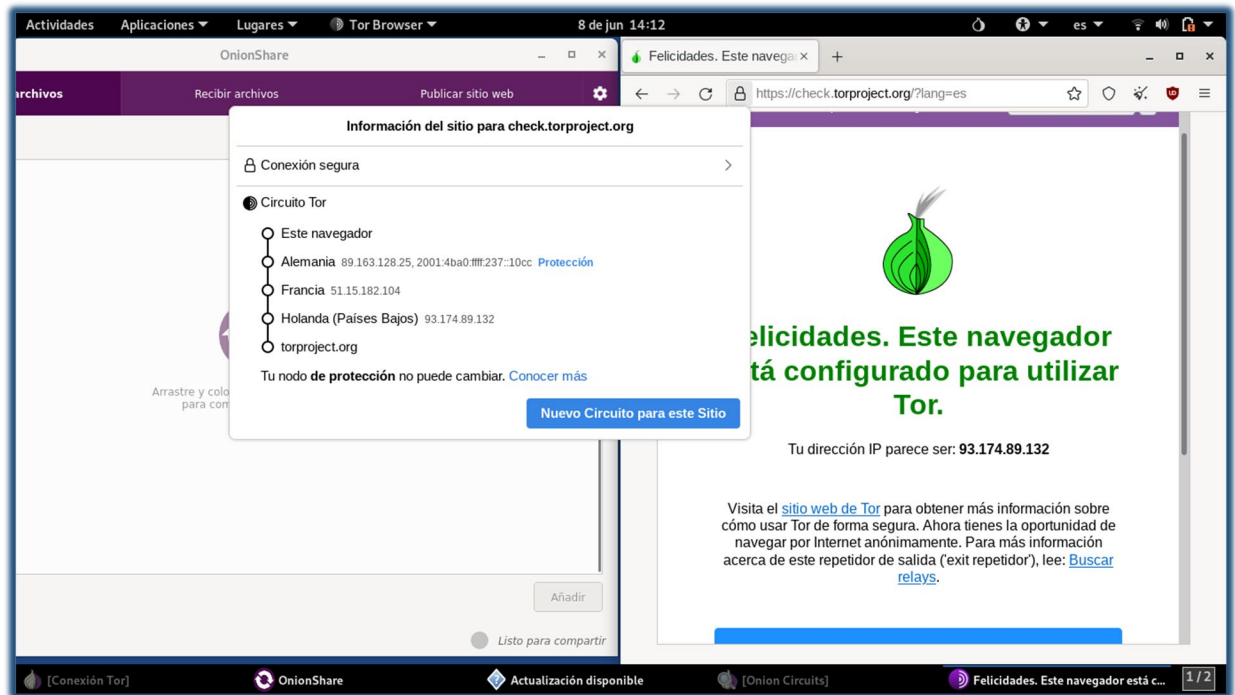 Actividades Aplicaciones Lugares Tor Browser 8 de jun 14:12 es
OnionShare
archivos Recibir archivos Publicar sitio web
Felicidades. Este navega
https://check.torproject.org/?lang=es
Información del sitio para check.torproject.org
Conexión segura
Circuito Tor
Este navegador
Alemania 89.163.128.25, 2001:4ba0:ffff:237::10cc Protección
Francia 51.15.182.104
Holanda (Países Bajos) 93.174.89.132
torproject.org
Tu nodo de protección no puede cambiar. Conocer más
Nuevo Circuito para este Sitio
Arrastre y colo
para com
Añadir
Listo para compartir
elicidades. Este navegador
tá configurado para utilizar
Tor.
Tu dirección IP parece ser: 93.174.89.132
Visita el sitio web de Tor para obtener más información sobre
cómo usar Tor de forma segura. Ahora tienes la oportunidad de
navegar por Internet anónimamente. Para más información
acerca de este repetidor de salida ('exit repetidor'), lee: Buscar
relays.
[Conexión Tor] OnionShare Actualización disponible [Onion Circuits] Felicidades. Este navegador está c... 1/2